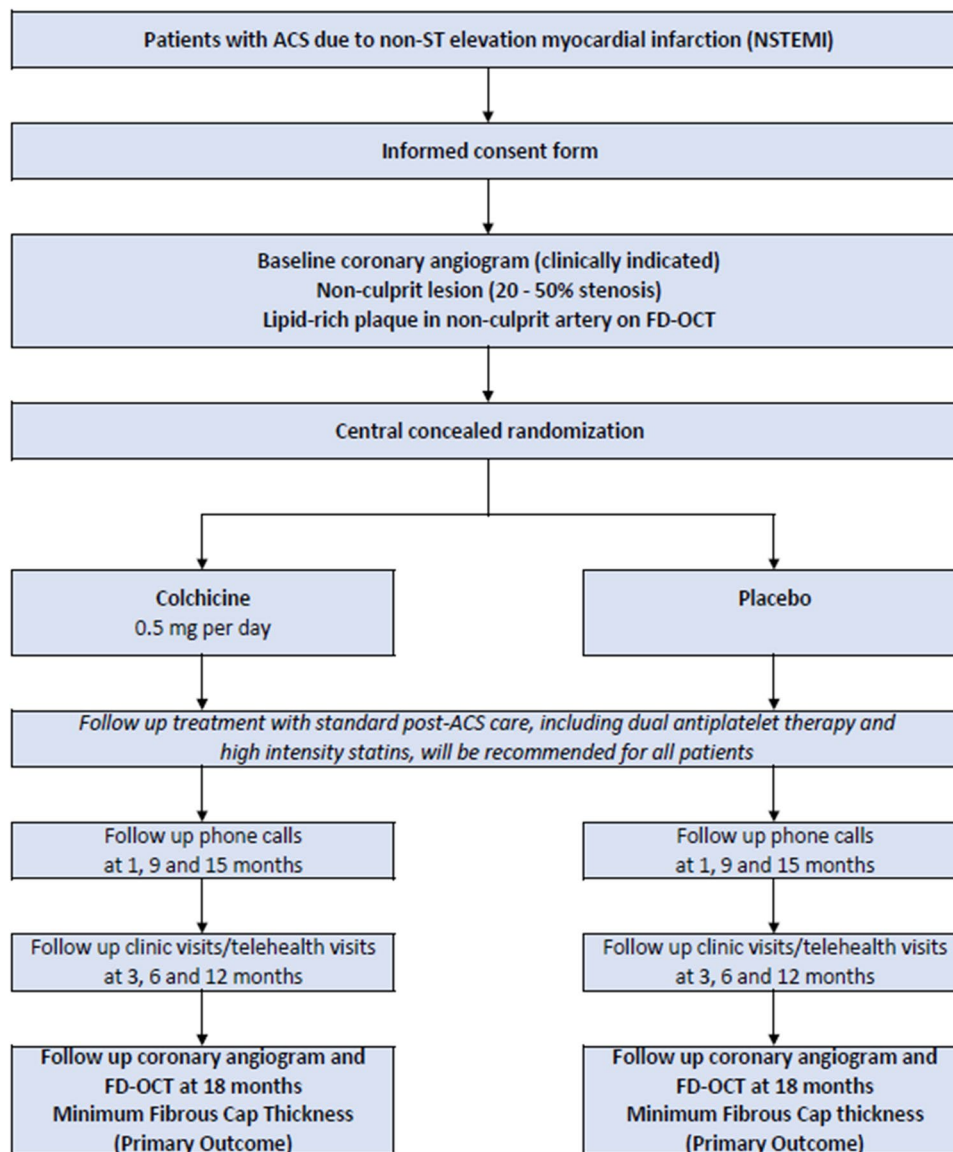 Patients with ACS due to non-ST elevation myocardial infarction (NSTEMI)
Informed consent form
Baseline coronary angiogram (clinically indicated)
Non-culprit lesion (20 - 50% stenosis)
Lipid-rich plaque in non-culprit artery on FD-OCT
Central concealed randomization
Colchicine
0.5 mg per day
Placebo
Follow up treatment with standard post-ACS care, including dual antiplatelet therapy and
high intensity statins, will be recommended for all patients
Follow up phone calls
at 1, 9 and 15 months
Follow up phone calls
at 1, 9 and 15 months
Follow up clinic visits/telehealth visits
at 3, 6 and 12 months
Follow up clinic visits/telehealth visits
at 3, 6 and 12 months
Follow up coronary angiogram and
FD-OCT at 18 months
Minimum Fibrous Cap Thickness
(Primary Outcome)
Follow up coronary angiogram and
FD-OCT at 18 months
Minimum Fibrous Cap thickness
(Primary Outcome)